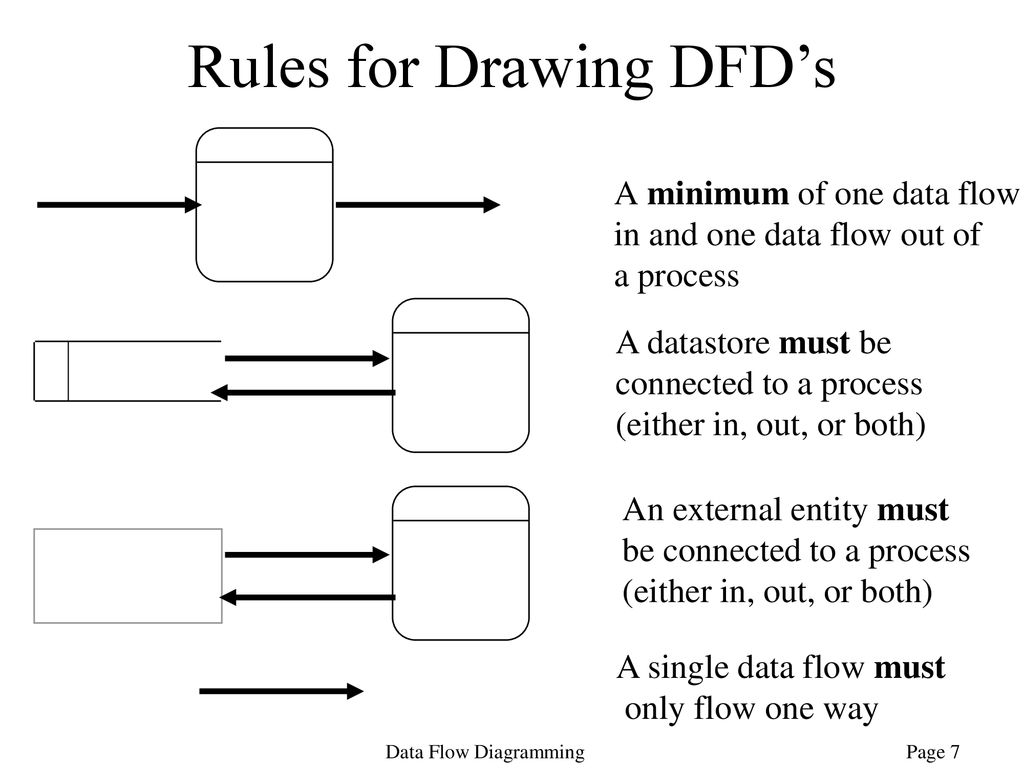 Rules for Drawing DFD’s
A minimum of one data flow
in and one data flow out of
a process
A datastore must be
connected to a process
(either in, out, or both)
An external entity must
be connected to a process
(either in, out, or both)
A single data flow must
only flow one way
Data Flow Diagramming
Page 7